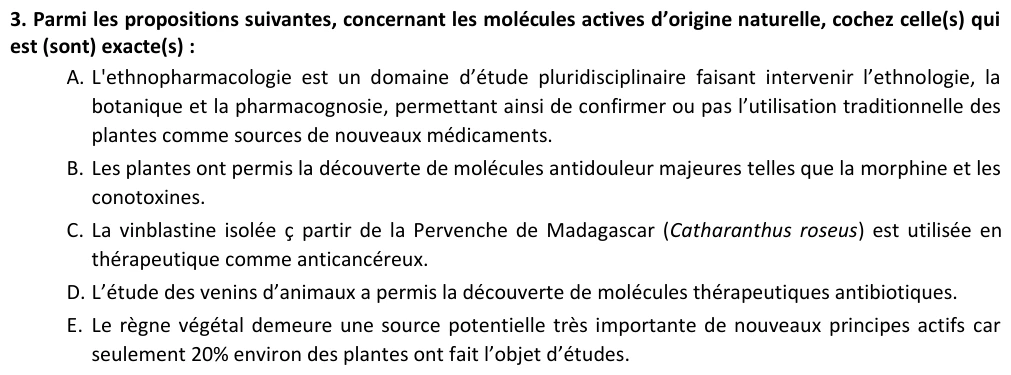 3. Parmi les propositions suivantes, concernant les molécules actives d’origine naturelle, cochez celle(s) qui
est (sont) exacte(s) :
A. L'ethnopharmacologie est un domaine d’étude pluridisciplinaire faisant intervenir l’ethnologie, la
botanique et la pharmacognosie, permettant ainsi de confirmer ou pas l’utilisation traditionnelle des
plantes comme sources de nouveaux médicaments.
B. Les plantes ont permis la découverte de molécules antidouleur majeures telles que la morphine et les
conotoxines.
C. La vinblastine isolée ç partir de la Pervenche de Madagascar (Catharanthus roseus) est utilisée en
thérapeutique comme anticancéreux.
D. L’étude des venins d’animaux a permis la découverte de molécules thérapeutiques antibiotiques.
E. Le règne végétal demeure une source potentielle très importante de nouveaux principes actifs car
seulement 20% environ des plantes ont fait l’objet d’études.